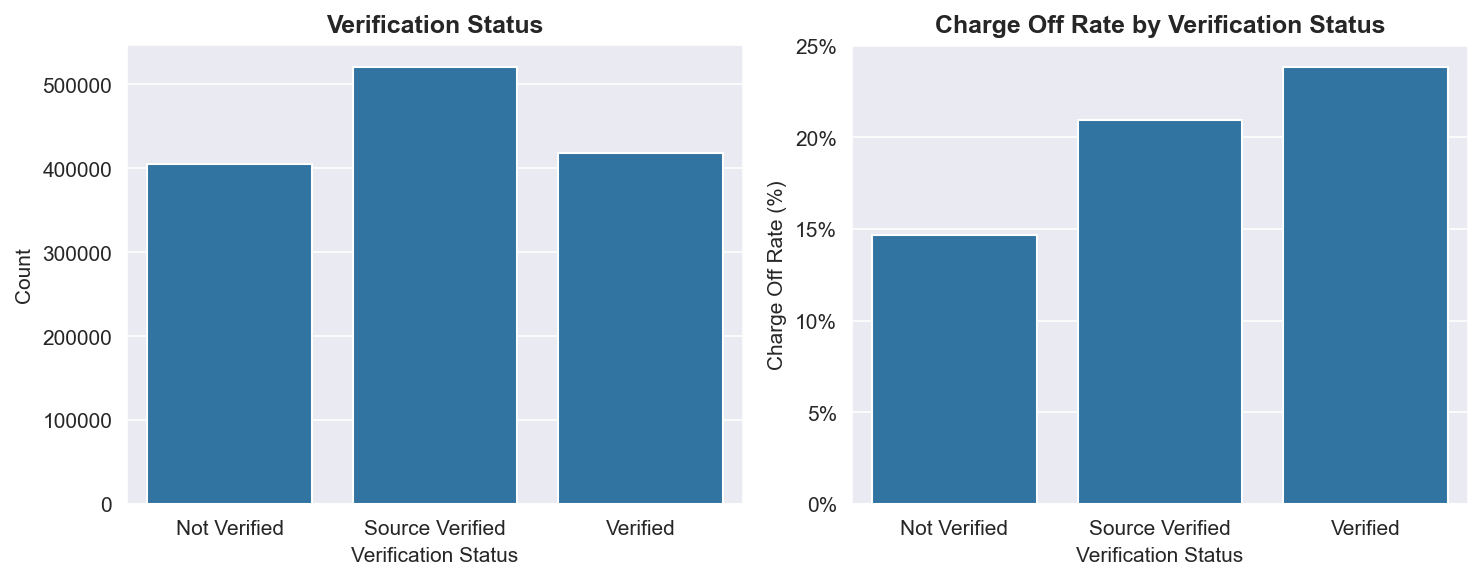 Verification Status
500000
400000
300000
200000
100000
0
Count
Not Verified Source Verified Verified
Verification Status
Charge Off Rate by Verification Status
25%
20%
15%
10%
5%
0%
Charge Off Rate (%)
Not Verified Source Verified Verified
Verification Status